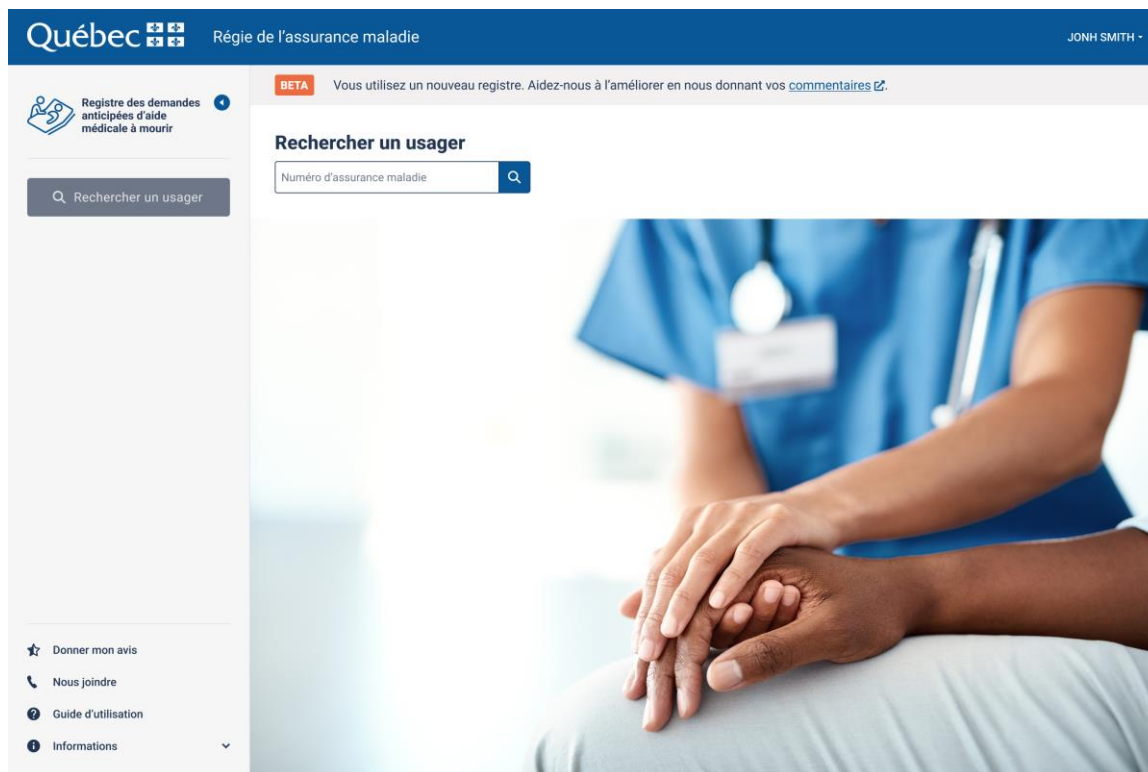 Québec
Régie de l'assurance maladie
JONH SMITH
Registre des demandes
anticipées d'aide
médicale à mourir
BETA Vous utilisez un nouveau registre. Aidez-nous à l'améliorer en nous donnant vos commentaires.
Rechercher un usager
Numéro d'assurance maladie
Rechercher un usager
Donner mon avis
Nous joindre
Guide d'utilisation
Informations